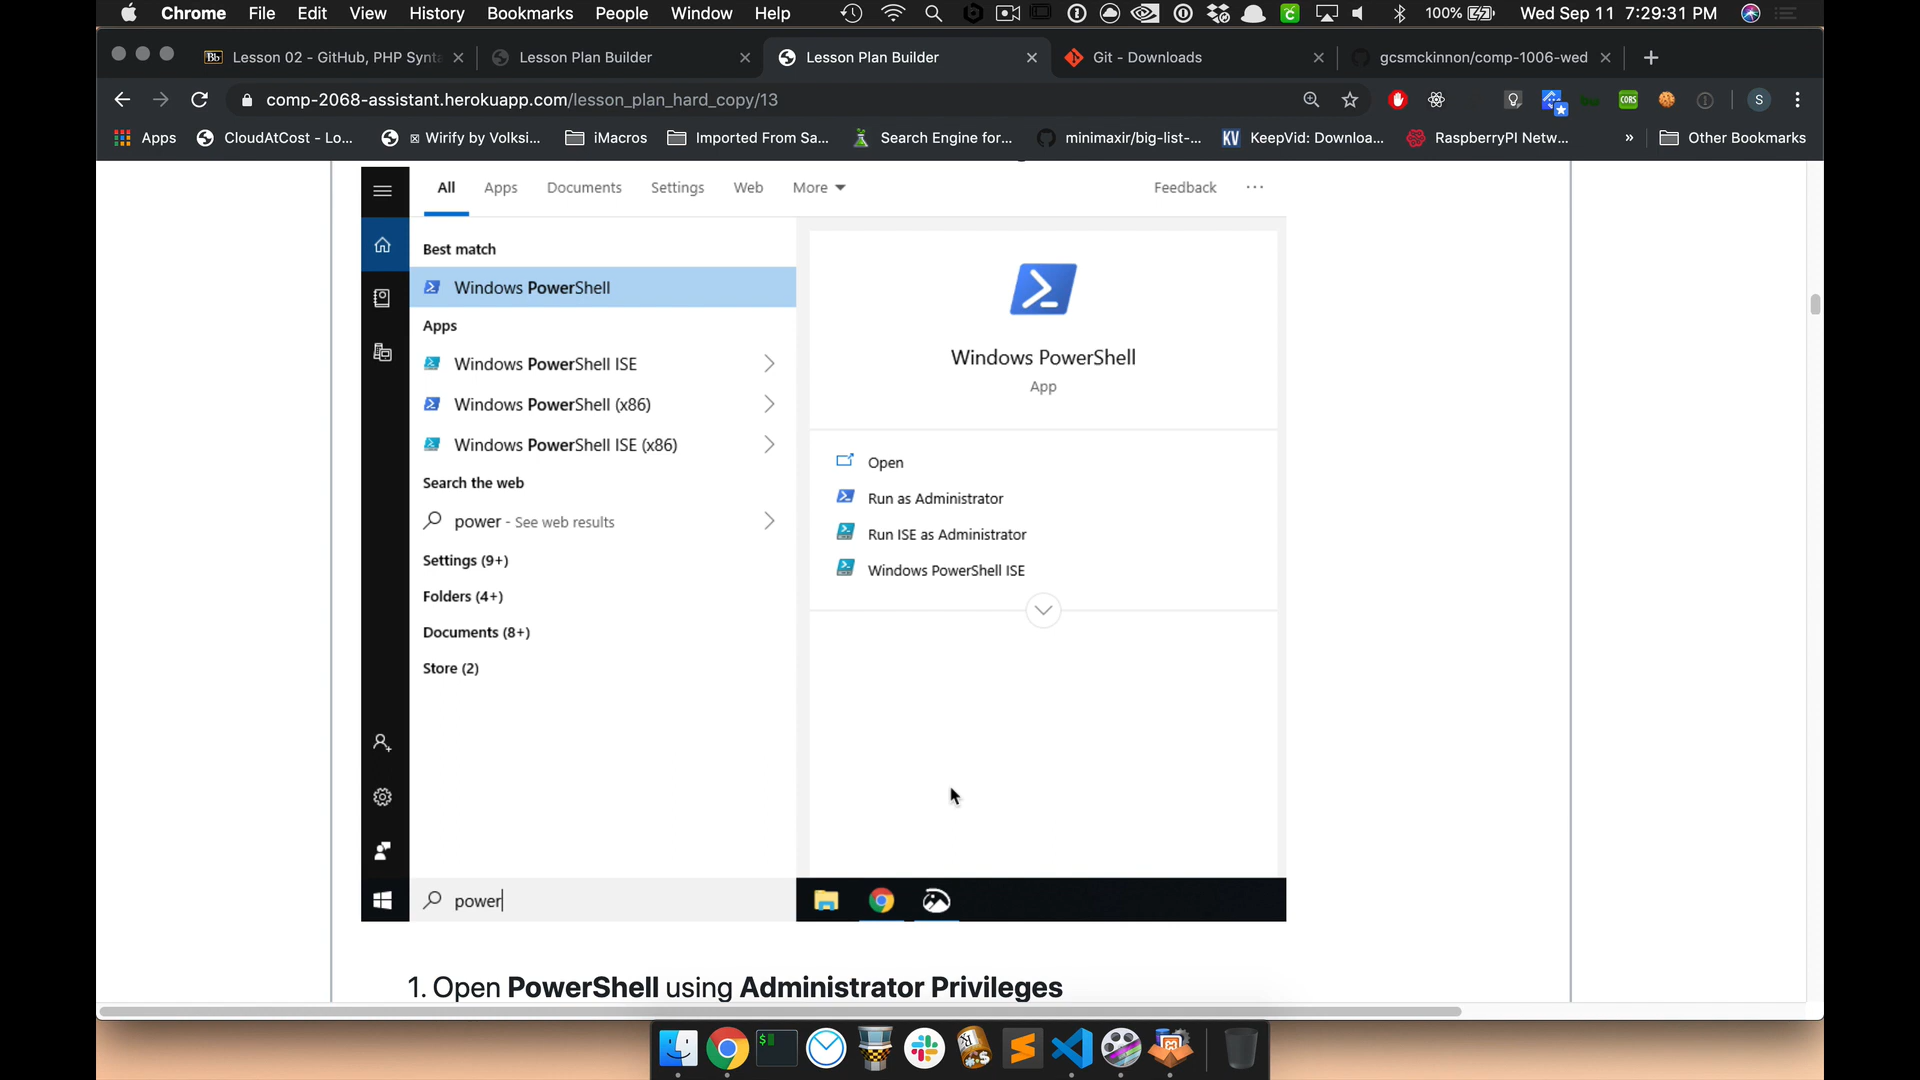 Chrome File Edit View History Bookmarks People Window Help 100% Wed Sep 11 7:29:31 PM
Lesson 02 - GitHub, PHP Synta Lesson Plan Builder Lesson Plan Builder Git - Downloads gcsmckinnon/comp-1006-wed
comp-2068-assistant.herokuapp.com/lesson_plan_hard_copy/13 CORS S
Apps CloudAtCost - Lo... Wirify by Volksi... iMacros Imported From Sa... Search Engine for... minimaxir/big-list-... KV KeepVid: Downloa... RaspberryPI Netw... » Other Bookmarks
All Apps Documents Settings Web More Feedback ...
Best match
Windows PowerShell
Apps
Windows PowerShell ISE
Windows PowerShell (x86)
Windows PowerShell ISE (x86)
Search the web
power - See web results
Settings (9+)
Folders (4+)
Documents (8+)
Store (2)
Windows PowerShell
App
Open
Run as Administrator
Run ISE as Administrator
Windows PowerShell ISE
power
1. Open PowerShell using Administrator Privileges